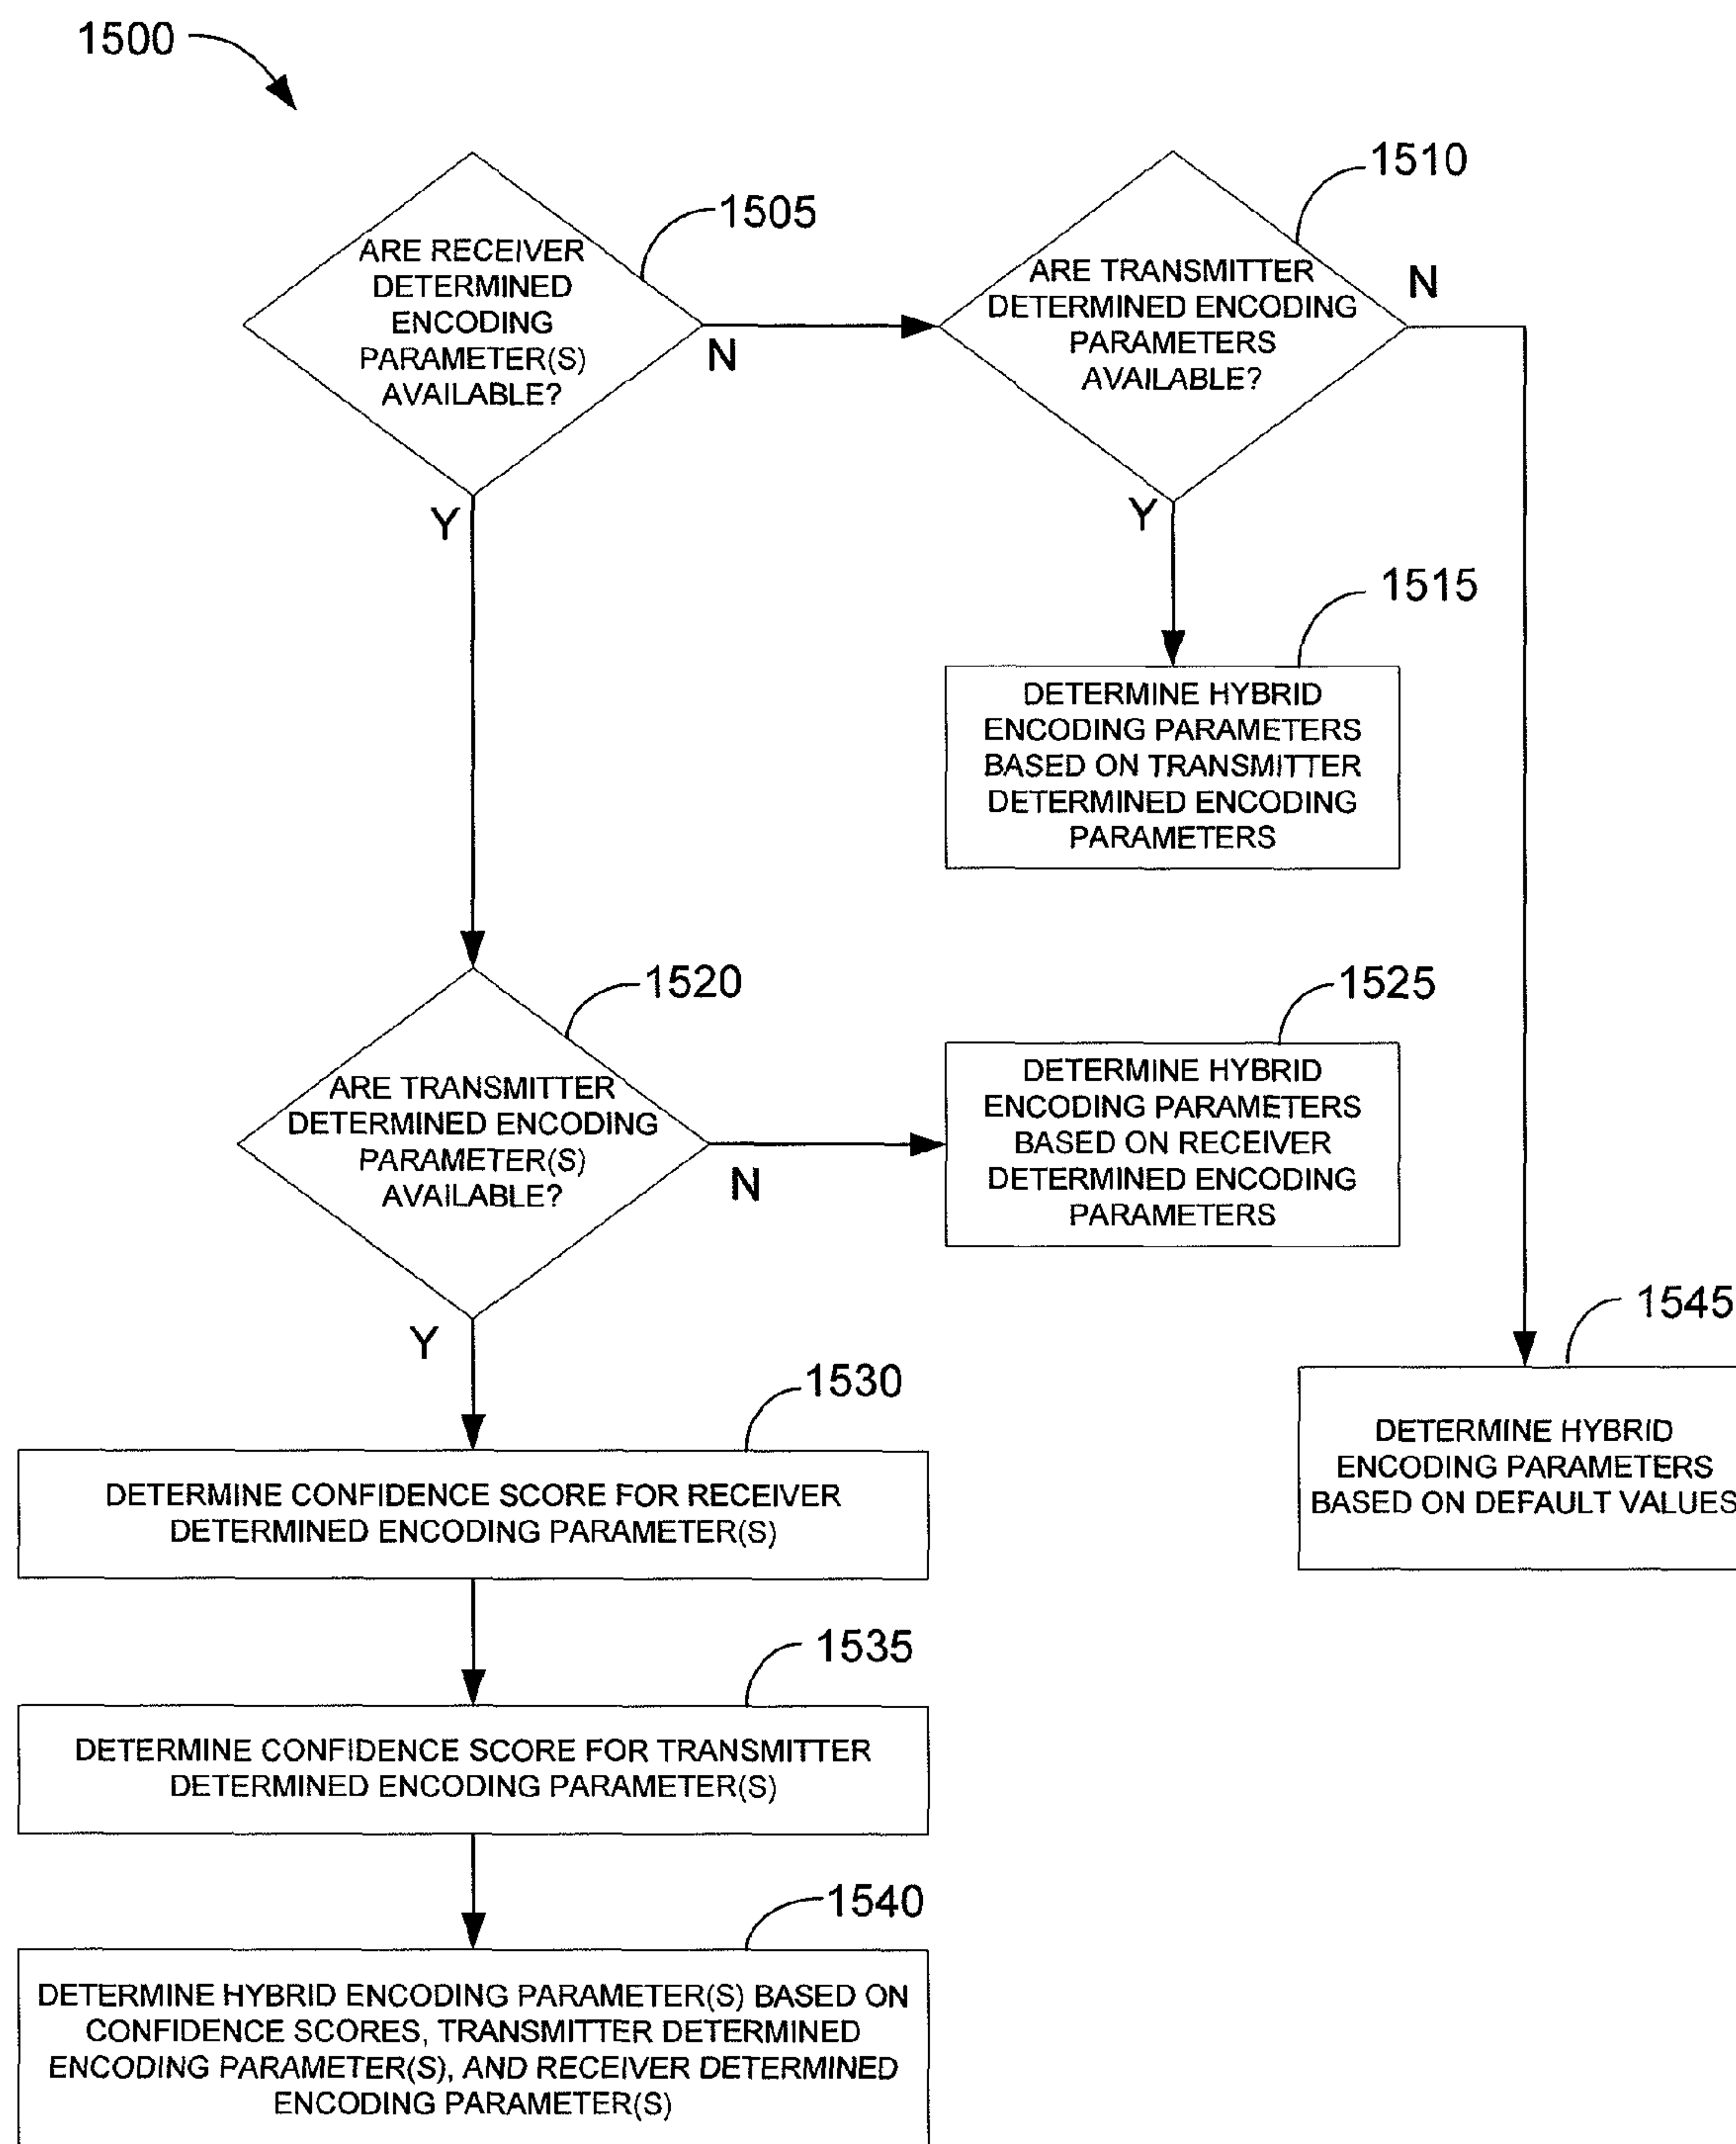 1500
1505
ARE RECEIVER
DETERMINED
ENCODING
PARAMETER(S)
AVAILABLE?
N
Y
1510
ARE TRANSMITTER
DETERMINED ENCODING
PARAMETERS
AVAILABLE?
N
Y
1515
DETERMINE HYBRID
ENCODING PARAMETERS
BASED ON TRANSMITTER
DETERMINED ENCODING
PARAMETERS
1520
ARE TRANSMITTER
DETERMINED ENCODING
PARAMETER(S)
AVAILABLE?
N
Y
1525
DETERMINE HYBRID
ENCODING PARAMETERS
BASED ON RECEIVER
DETERMINED ENCODING
PARAMETERS
1545
DETERMINE HYBRID
ENCODING PARAMETERS
BASED ON DEFAULT VALUES
1530
DETERMINE CONFIDENCE SCORE FOR RECEIVER
DETERMINED ENCODING PARAMETER(S)
1535
DETERMINE CONFIDENCE SCORE FOR TRANSMITTER
DETERMINED ENCODING PARAMETER(S)
1540
DETERMINE HYBRID ENCODING PARAMETER(S) BASED ON
CONFIDENCE SCORES, TRANSMITTER DETERMINED
ENCODING PARAMETER(S), AND RECEIVER DETERMINED
ENCODING PARAMETER(S)